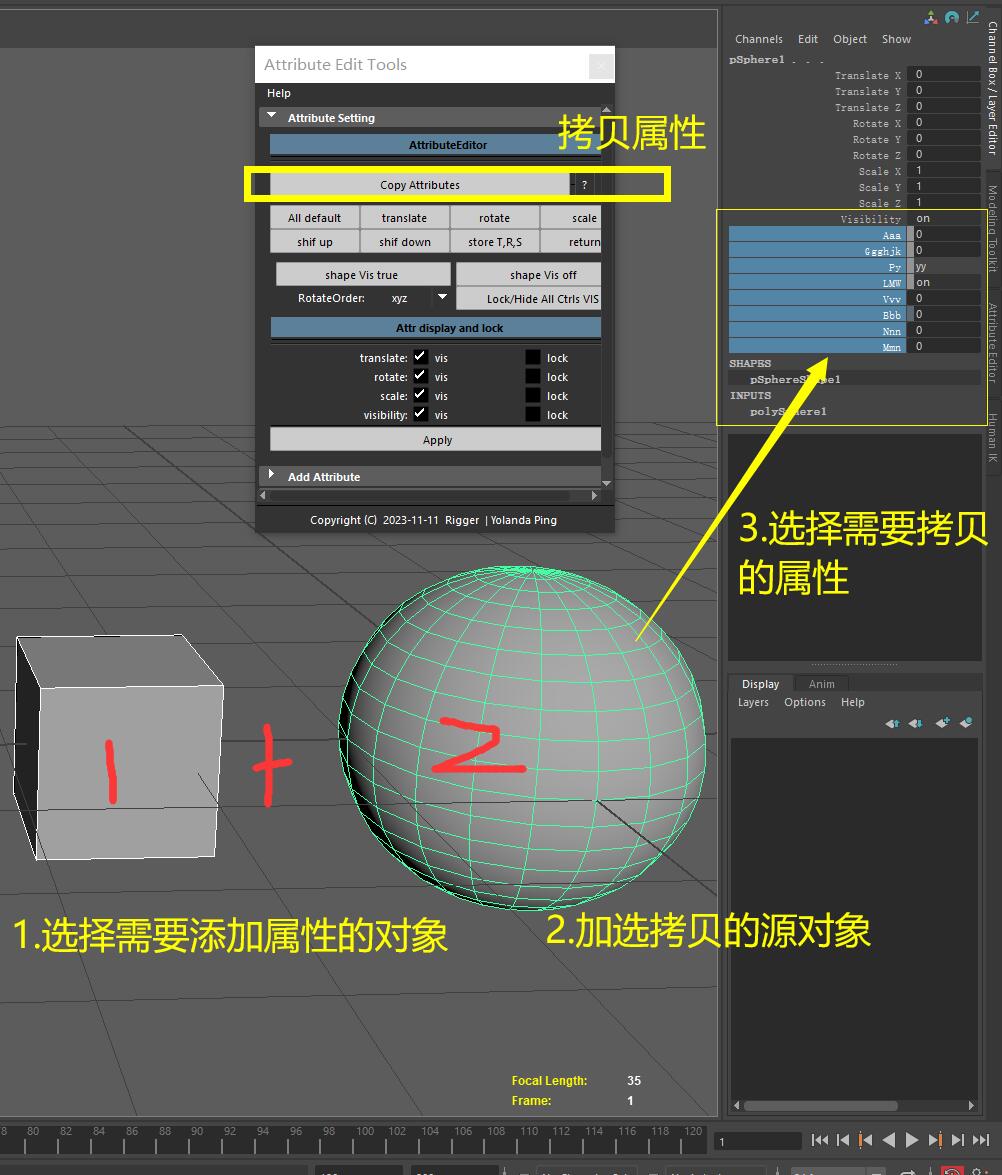 Attribute Edit Tools
Help
Attribute Setting
AttributeEditor
拷贝属性
Copy Attributes ?
All default translate rotate scale
shif up shif down store T,R,S return
shape Vis true shape Vis off
RotateOrder: xyz Lock/Hide All Ctrls VIS
Attr display and lock
translate: vis lock
rotate: vis lock
scale: vis lock
visibility: vis lock
Apply
Add Attribute
Copyright (C) 2023-11-11 Rigger | Yolanda Ping
Channels Edit Object Show
pSphere1 . . .
Translate X 0
Translate Y 0
Translate Z 0
Rotate X 0
Rotate Y 0
Rotate Z 0
Scale X 1
Scale Y 1
Scale Z 1
Visibility on
Aaa 0
Ggghjk 0
Py yy
LMW on
Vvv 0
Bbb 0
Nnn 0
Mmn 0
SHAPES
pSphereShape1
INPUTS
polySphere1
Channel Box / Layer Editor
Modeling Toolkit
Attribute Editor
Human IK
3.选择需要拷贝
的属性
1
+
2
1.选择需要添加属性的对象
2.加选拷贝的源对象
Display Anim
Layers Options Help
Focal Length: 35
Frame: 1
8 80 82 84 86 88 90 92 94 96 98 100 102 104 106 108 110 112 114 116 118 120
1